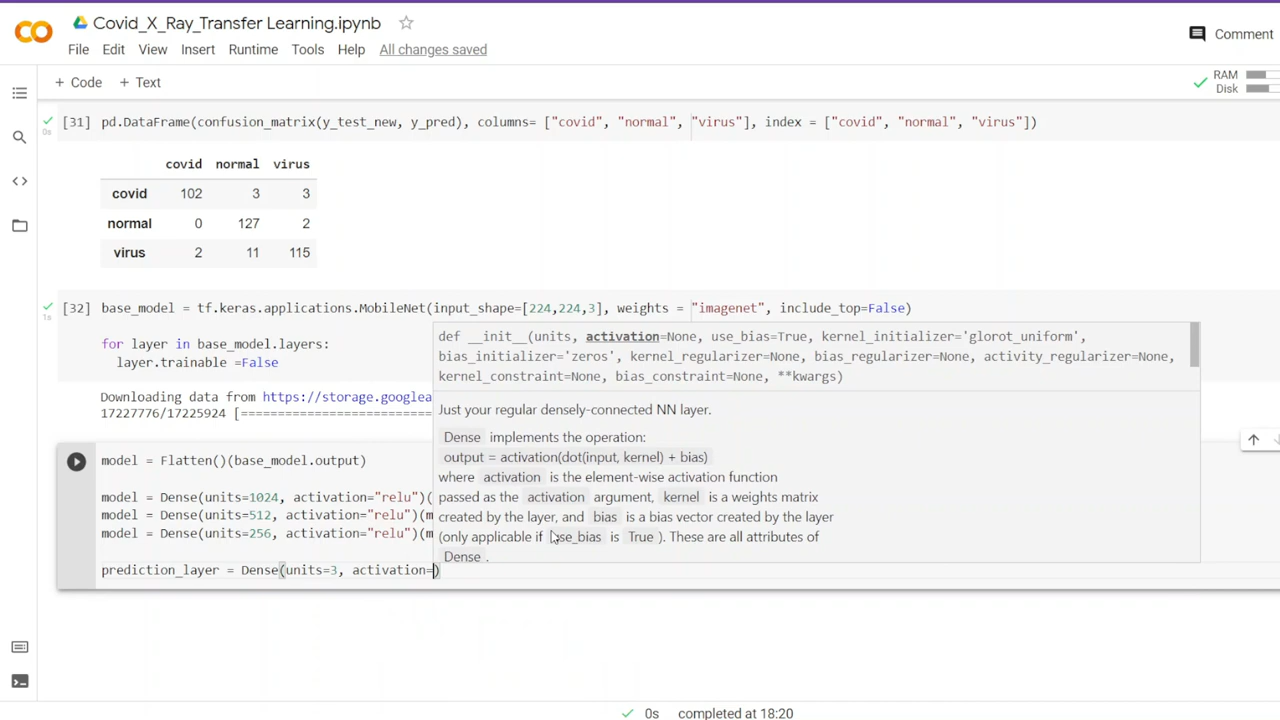 Covid_X_Ray_Transfer Learning.ipynb
File Edit View Insert Runtime Tools Help All changes saved
Comment
+ Code + Text
RAM
Disk
[31] pd.DataFrame(confusion_matrix(y_test_new, y_pred), columns= ["covid", "normal", "virus"], index = ["covid", "normal", "virus"])
0s
covid normal virus
covid 102 3 3
normal 0 127 2
virus 2 11 115
[32] base_model = tf.keras.applications.MobileNet(input_shape=[224,224,3], weights = "imagenet", include_top=False)
1s
for layer in base_model.layers:
layer.trainable =False
Downloading data from https://storage.googlea
17227776/17225924 [==========================
def __init__(units, activation=None, use_bias=True, kernel_initializer='glorot_uniform',
bias_initializer='zeros', kernel_regularizer=None, bias_regularizer=None, activity_regularizer=None,
kernel_constraint=None, bias_constraint=None, **kwargs)
Just your regular densely-connected NN layer.
Dense implements the operation:
output = activation(dot(input, kernel) + bias)
where activation is the element-wise activation function
passed as the activation argument, kernel is a weights matrix
created by the layer, and bias is a bias vector created by the layer
(only applicable if use_bias is True ). These are all attributes of
Dense .
model = Flatten()(base_model.output)
model = Dense(units=1024, activation="relu")(
model = Dense(units=512, activation="relu")(m
model = Dense(units=256, activation="relu")(m
prediction_layer = Dense(units=3, activation=)
0s completed at 18:20